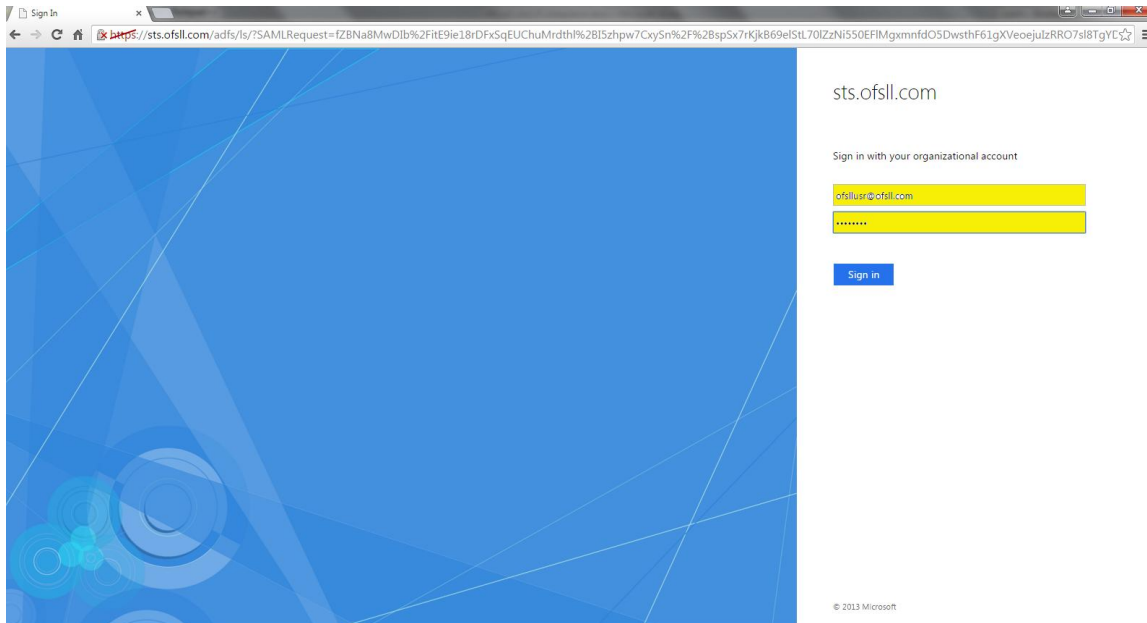 Sign In
https://sts.ofsll.com/adfs/ls/?SAMLRequest=fZBNa8MwDIb%2FitE9ie18rDFxSqEUChuMrdthl%2BI5zhpw7CxySn%2F%2BspSx7rKjkB69elStL70lZzNi550EFlMgxmnfdO5DwsthF61gXVeoejulzRRO7sl8TgYD
sts.ofsll.com
Sign in with your organizational account
ofsllusr@ofsll.com
••••••••
Sign in
© 2013 Microsoft